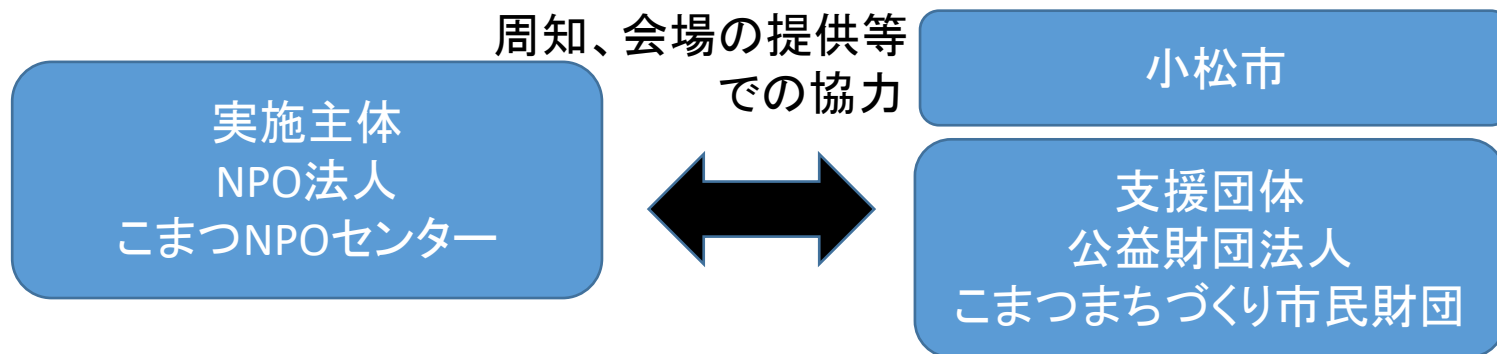 周知、会場の提供等
での協力
実施主体
NPO法人
こまつNPOセンター
小松市
支援団体
公益財団法人
こまつまちづくり市民財団